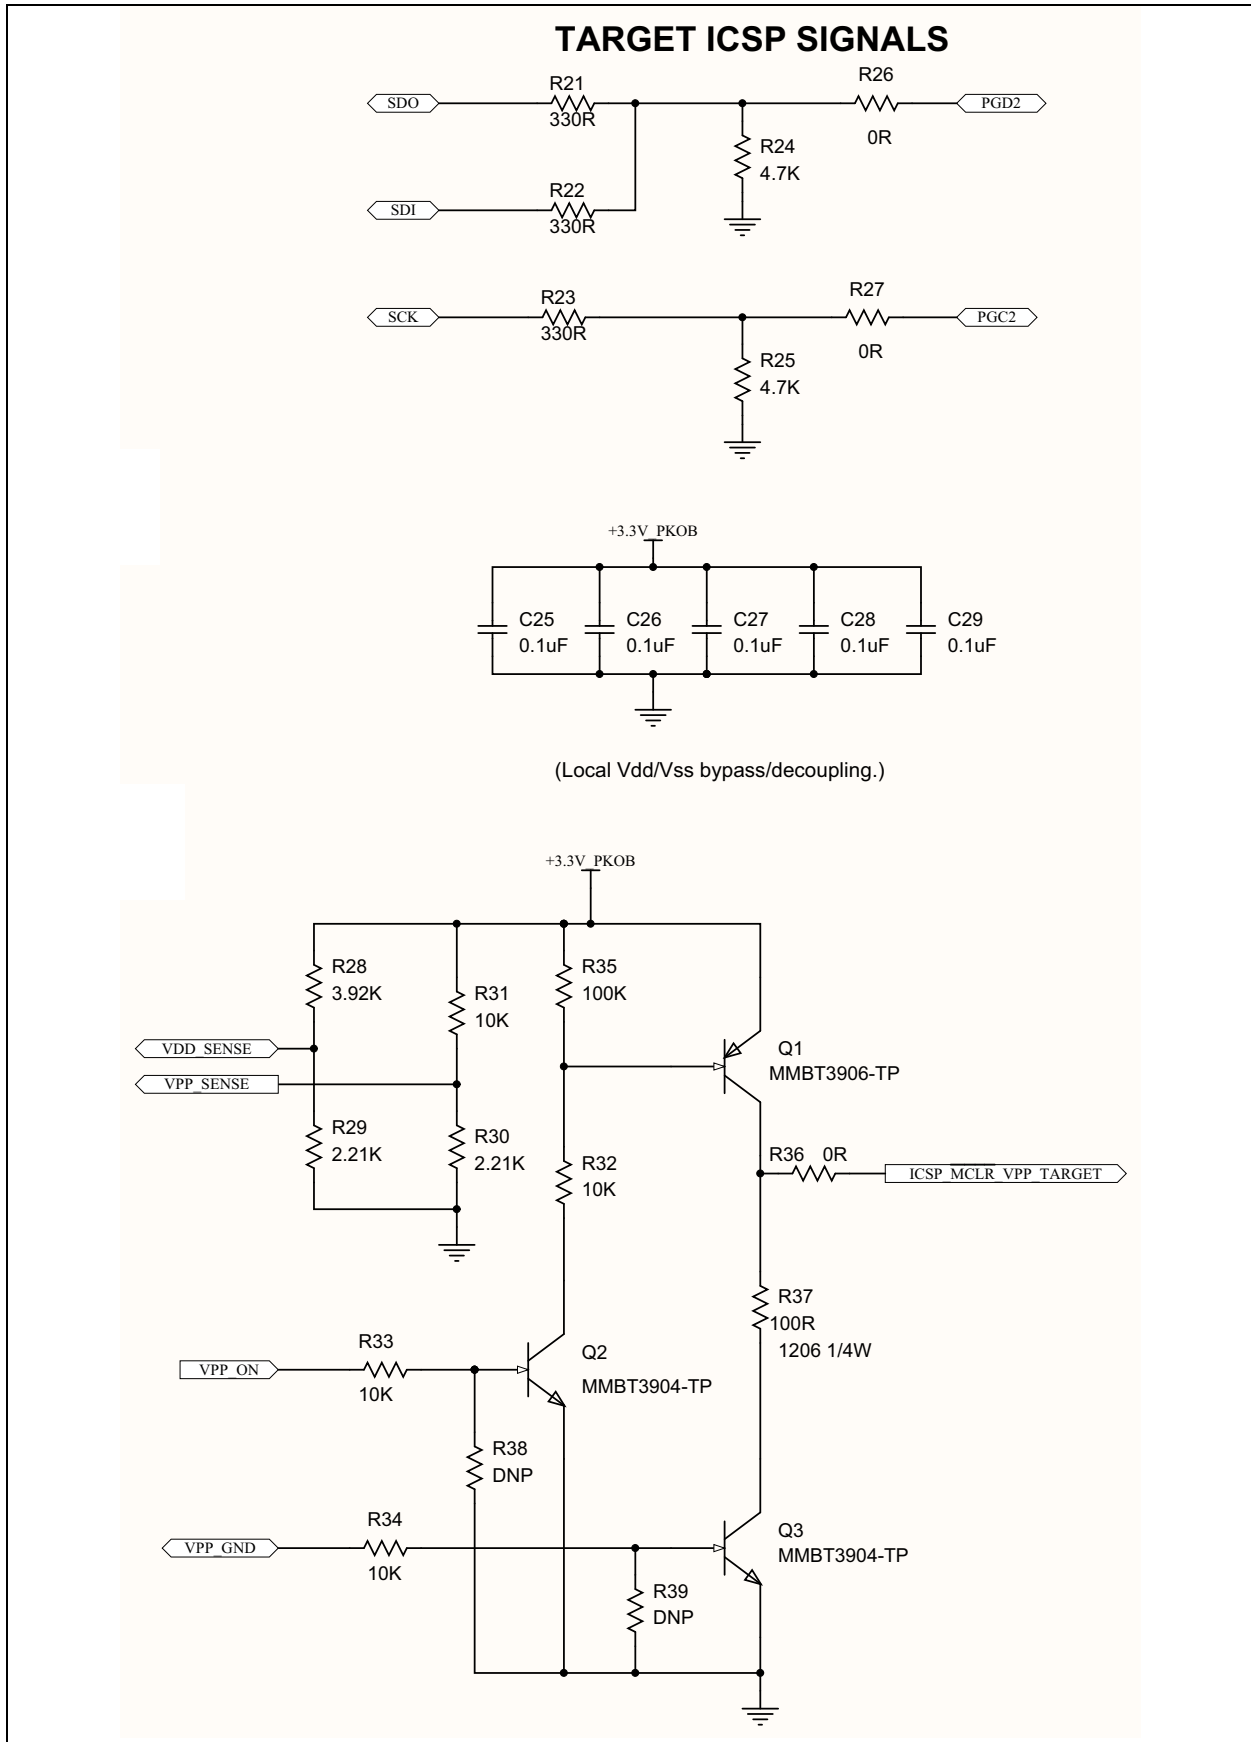 TARGET ICSP SIGNALS
R21
R26
SDO
PGD2
330R
0R
R24
4.7K
R22
SDI
330R
R23
R27
SCK
PGC2
330R
0R
R25
4.7K
+3.3V_PKOB
C25
C26
C27
C28
C29
0.1uF
0.1uF
0.1uF
0.1uF
0.1uF
(Local Vdd/Vss bypass/decoupling.)
+3.3V_PKOB
R28
3.92K
R31
10K
R35
100K
VDD_SENSE
VPP_SENSE
Q1
MMBT3906-TP
R29
2.21K
R30
2.21K
R32
10K
R36 0R
ICSP_MCLR_VPP_TARGET
R37
100R
1206 1/4W
R33
VPP_ON
10K
Q2
MMBT3904-TP
R38
DNP
R34
VPP_GND
10K
Q3
MMBT3904-TP
R39
DNP